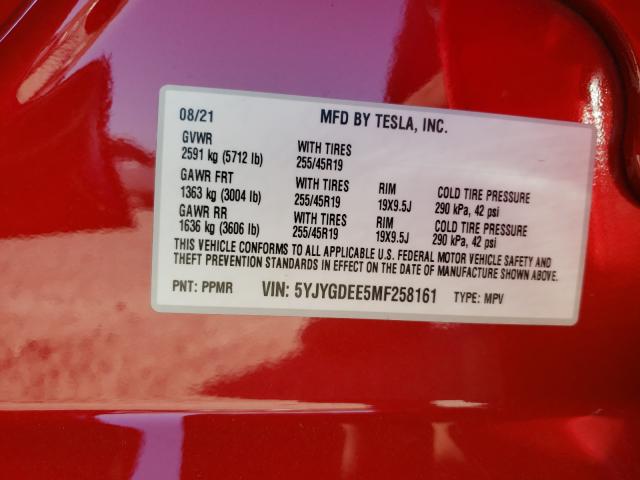 08/21 MFD BY TESLA, INC.
GVWR WITH TIRES
2591 kg (5712 lb) 255/45R19
GAWR FRT WITH TIRES RIM COLD TIRE PRESSURE
1363 kg (3004 lb) 255/45R19 19X9.5J 290 kPa, 42 psi
GAWR RR WITH TIRES RIM COLD TIRE PRESSURE
1636 kg (3606 lb) 255/45R19 19X9.5J 290 kPa, 42 psi
THIS VEHICLE CONFORMS TO ALL APPLICABLE U.S. FEDERAL MOTOR VEHICLE SAFETY AND
THEFT PREVENTION STANDARDS IN EFFECT ON THE DATE OF MANUFACTURE SHOWN ABOVE.
PNT: PPMR VIN: 5YJYGDEE5MF258161 TYPE: MPV